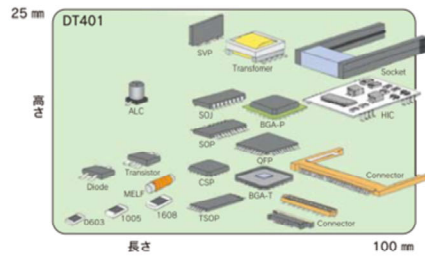 25 mm
DT401
SVP
Transfomer
Socket
ALC
HIC
SOJ
BGA-P
SOP
QFP
Transistor
Connector
Diode
CSP
MELF
BGA-T
0603
1005
1608
TSOP
Connector
高さ
長さ
100 mm